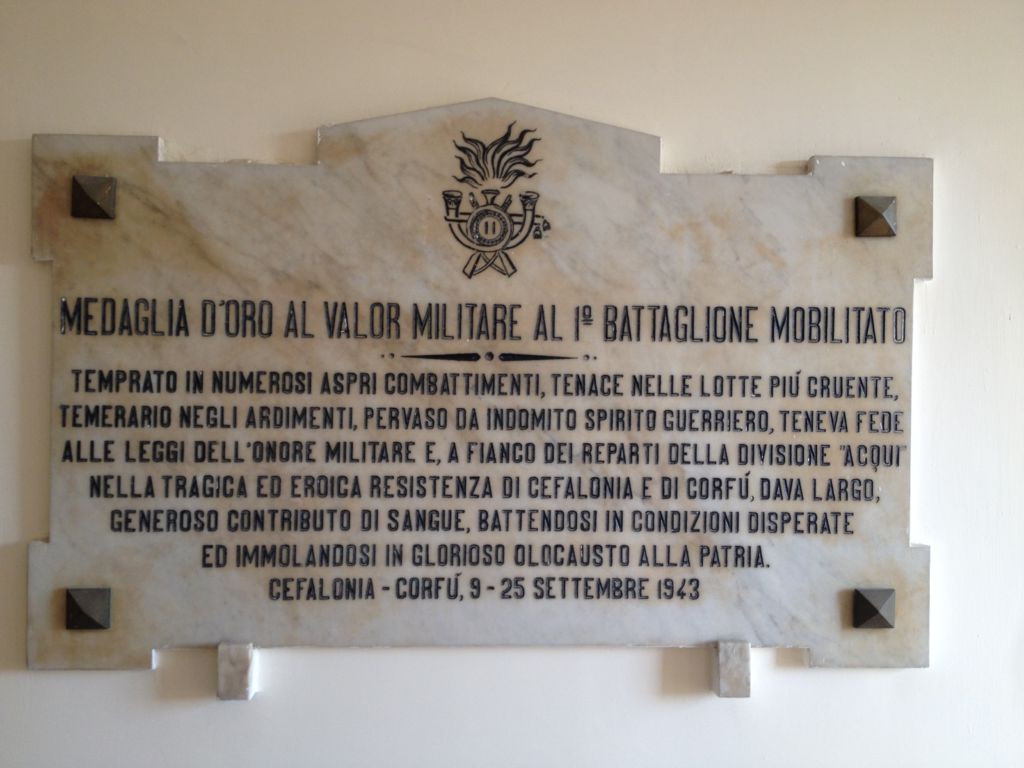 11
MEDAGLIA D'ORO AL VALOR MILITARE AL 1º BATTAGLIONE MOBILITATO
TEMPRATO IN NUMEROSI ASPRI COMBATTIMENTI, TENACE NELLE LOTTE PIÚ CRUENTE,
TEMERARIO NEGLI ARDIMENTI, PERVASO DA INDOMITO SPIRITO GUERRIERO, TENEVA FEDE
ALLE LEGGI DELL'ONORE MILITARE E, A FIANCO DEI REPARTI DELLA DIVISIONE "ACQUI"
NELLA TRAGICA ED EROICA RESISTENZA DI CEFALONIA E DI CORFÚ, DAVA LARGO,
GENEROSO CONTRIBUTO DI SANGUE, BATTENDOSI IN CONDIZIONI DISPERATE
ED IMMOLANDOSI IN GLORIOSO OLOCAUSTO ALLA PATRIA.
CEFALONIA - CORFÚ, 9 - 25 SETTEMBRE 1943